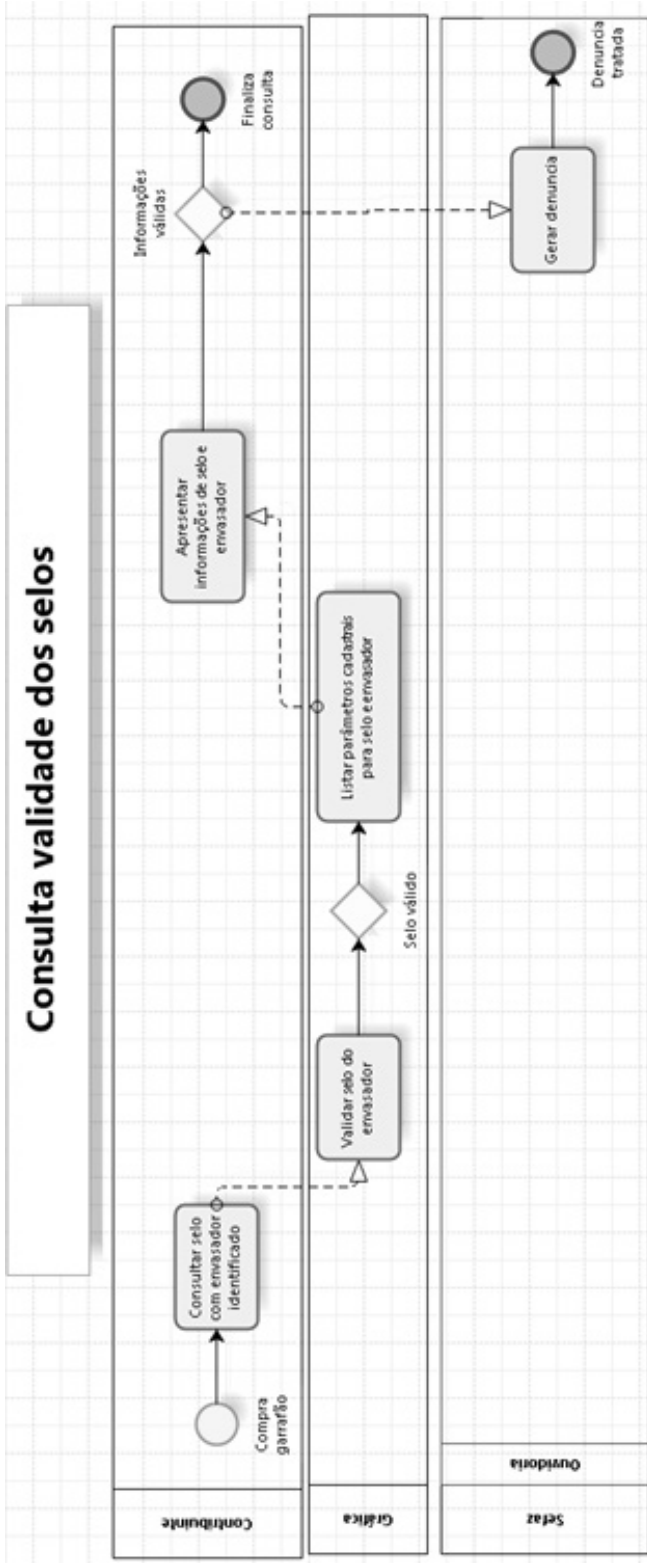 Consulta validade dos selos
Contribuinte
Compra
garrafão
Consultar selo
com envasador
identificado
Apresentar
informações de selo e
envasador
Informações
válidas
Finaliza
consulta
Gráfica
Validar selo do
envasador
Selo válido
Listar parâmetros cadastrais
para selo e envasador
Sefaz
Ouvidoria
Gerar denuncia
Denuncia
tratada